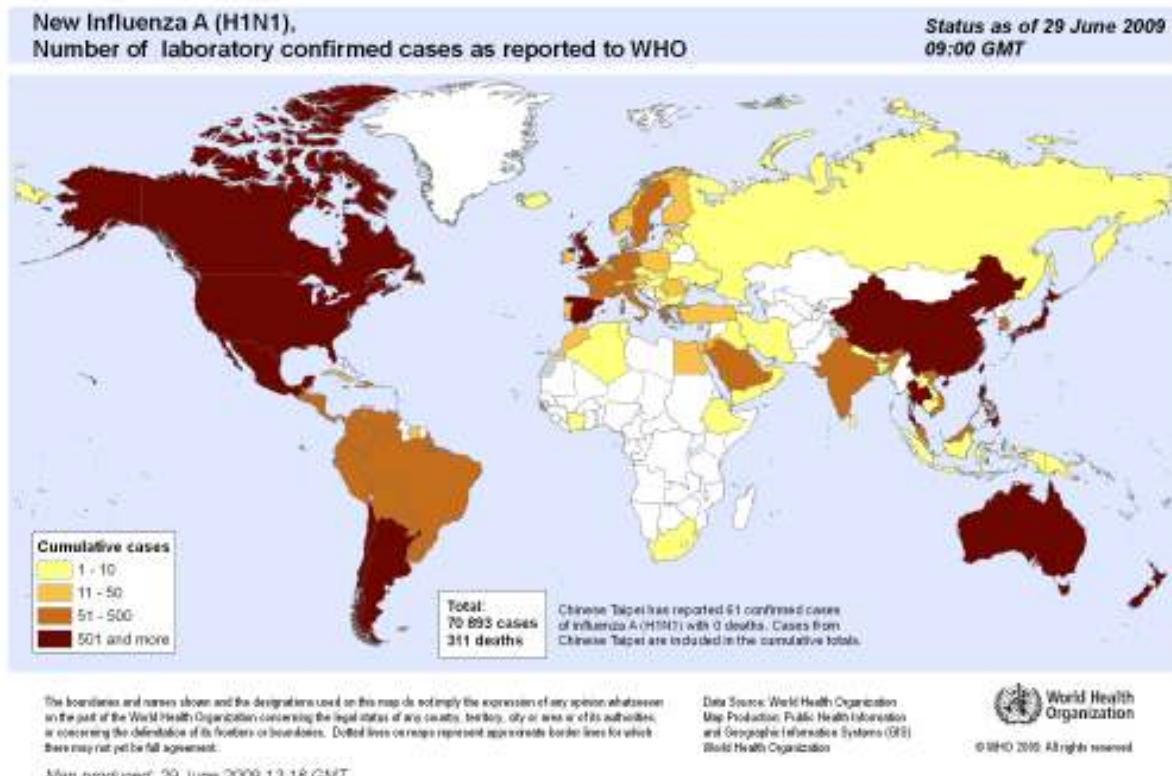 New Influenza A (H1N1),
Number of laboratory confirmed cases as reported to WHO
Status as of 29 June 2009
09:00 GMT
Cumulative cases
1 - 10
11 - 50
51 - 500
501 and more
Total:
70 893 cases
311 deaths
Chinese Taipei has reported 61 confirmed cases
of influenza A (H1N1) with 0 deaths. Cases from
Chinese Taipei are included in the cumulative totals.
The boundaries and names shown and the designations used on this map do not imply the expression of any opinion whatsoever
on the part of the World Health Organization concerning the legal status of any country, territory, city or area or of its authorities,
or concerning the delimitation of its frontiers or boundaries. Dotted lines on maps represent approximate border lines for which
there may not yet be full agreement.
Data Source: World Health Organization
Map Production: Public Health Information
and Geographic Information Systems (GIS)
World Health Organization
World Health
Organization
© WHO 2009. All rights reserved
Map produced: 29 June 2009 13:16 GMT